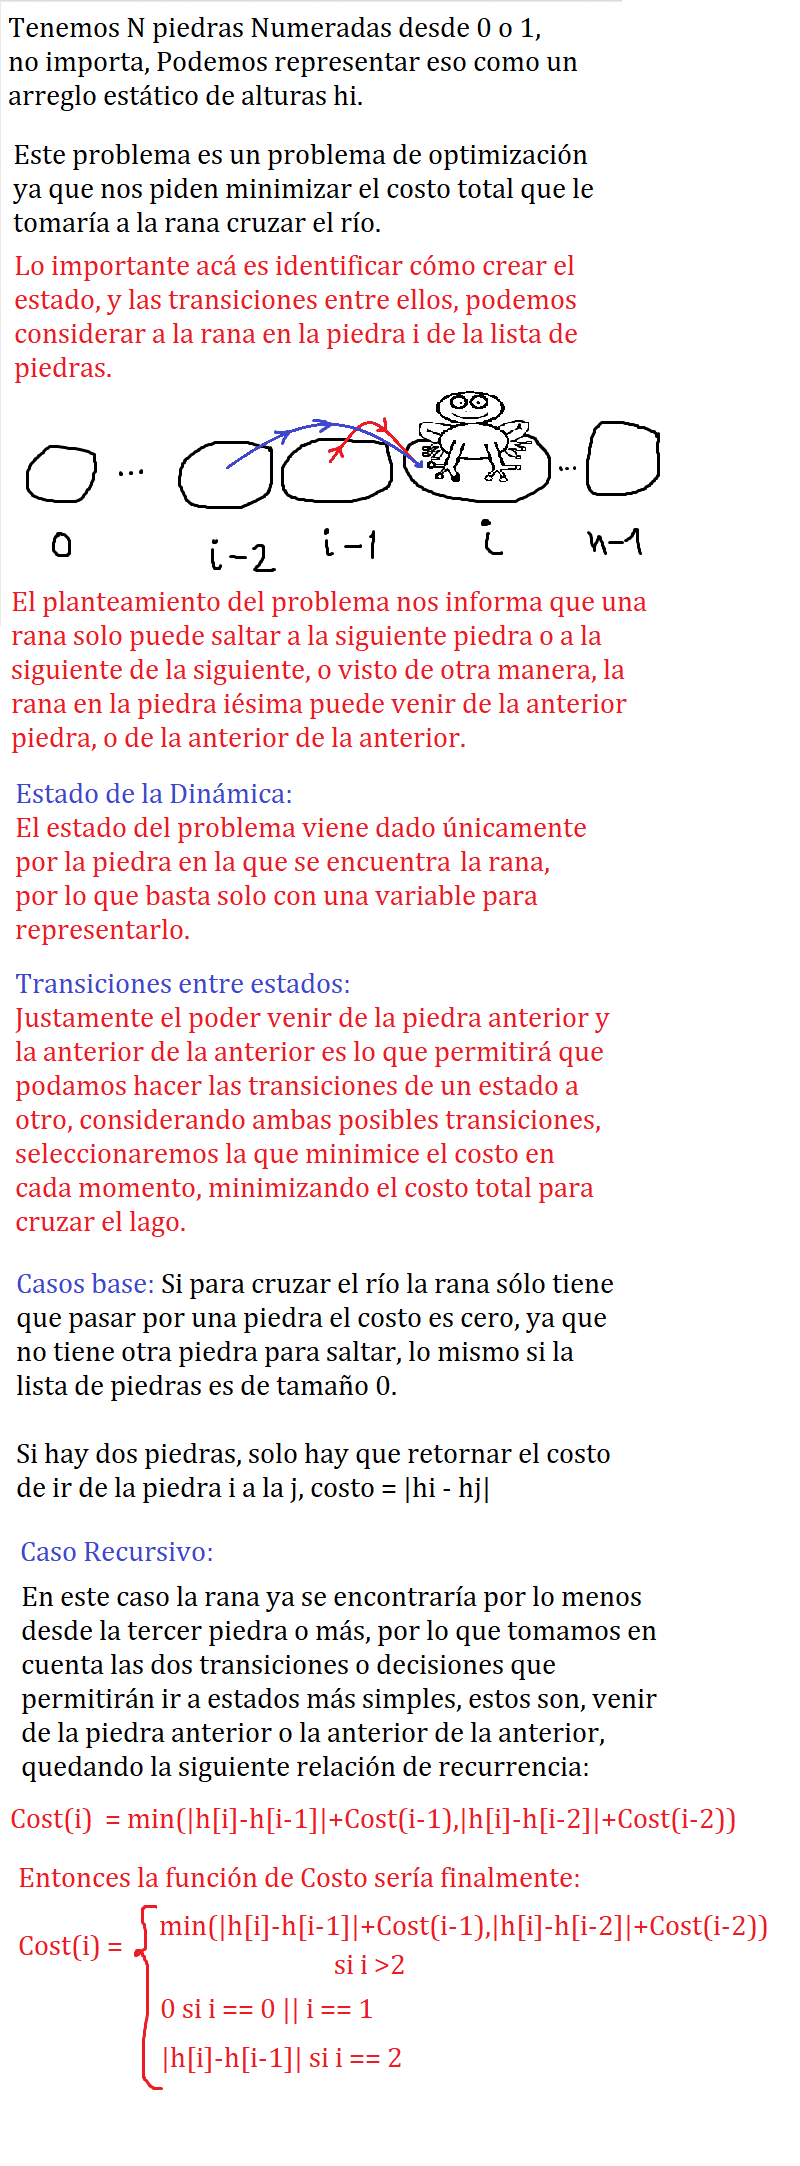 Tenemos N piedras Numeradas desde 0 o 1,
no importa, Podemos representar eso como un
arreglo estático de alturas hi.
Este problema es un problema de optimización
ya que nos piden minimizar el costo total que le
tomaría a la rana cruzar el río.
Lo importante acá es identificar cómo crear el
estado, y las transiciones entre ellos, podemos
considerar a la rana en la piedra i de la lista de
piedras.
... ...
0 i-2 i-1 i n-1
El planteamiento del problema nos informa que una
rana solo puede saltar a la siguiente piedra o a la
siguiente de la siguiente, o visto de otra manera, la
rana en la piedra iésima puede venir de la anterior
piedra, o de la anterior de la anterior.
Estado de la Dinámica:
El estado del problema viene dado únicamente
por la piedra en la que se encuentra la rana,
por lo que basta solo con una variable para
representarlo.
Transiciones entre estados:
Justamente el poder venir de la piedra anterior y
la anterior de la anterior es lo que permitirá que
podamos hacer las transiciones de un estado a
otro, considerando ambas posibles transiciones,
seleccionaremos la que minimice el costo en
cada momento, minimizando el costo total para
cruzar el lago.
Casos base: Si para cruzar el río la rana sólo tiene
que pasar por una piedra el costo es cero, ya que
no tiene otra piedra para saltar, lo mismo si la
lista de piedras es de tamaño 0.
Si hay dos piedras, solo hay que retornar el costo
de ir de la piedra i a la j, costo = |hi - hj|
Caso Recursivo:
En este caso la rana ya se encontraría por lo menos
desde la tercer piedra o más, por lo que tomamos en
cuenta las dos transiciones o decisiones que
permitirán ir a estados más simples, estos son, venir
de la piedra anterior o la anterior de la anterior,
quedando la siguiente relación de recurrencia:
Cost(i) = min(|h[i]-h[i-1]|+Cost(i-1),|h[i]-h[i-2]|+Cost(i-2))
Entonces la función de Costo sería finalmente:
Cost(i) = { min(|h[i]-h[i-1]|+Cost(i-1),|h[i]-h[i-2]|+Cost(i-2))
si i >2
0 si i == 0 || i == 1
|h[i]-h[i-1]| si i == 2